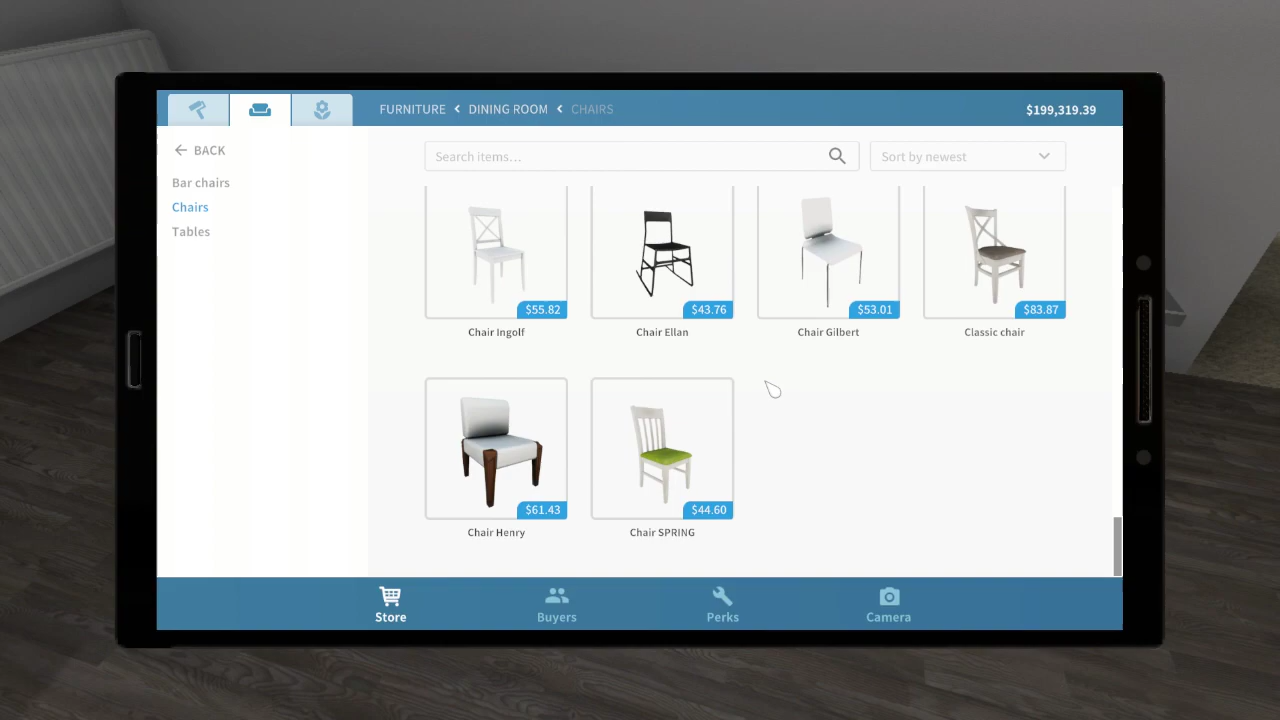 FURNITURE < DINING ROOM < CHAIRS
$199,319.39
BACK
Bar chairs
Chairs
Tables
Search items...
Sort by newest
$55.82
$43.76
$53.01
$83.87
Chair Ingolf
Chair Ellan
Chair Gilbert
Classic chair
$61.43
$44.60
Chair Henry
Chair SPRING
Store
Buyers
Perks
Camera